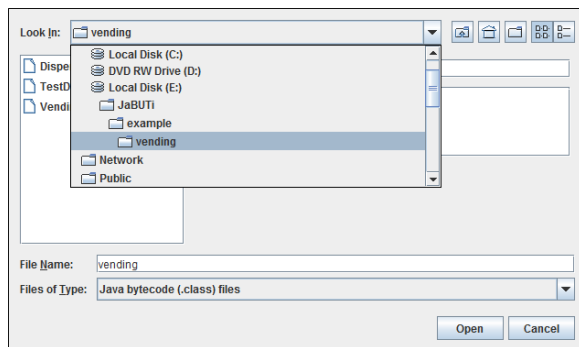 Look In: vending
Local Disk (C:)
DVD RW Drive (D:)
Local Disk (E:)
JaBUTi
example
vending
Network
Public
Dispe
TestD
Vendi
File Name: vending
Files of Type: Java bytecode (.class) files
Open Cancel